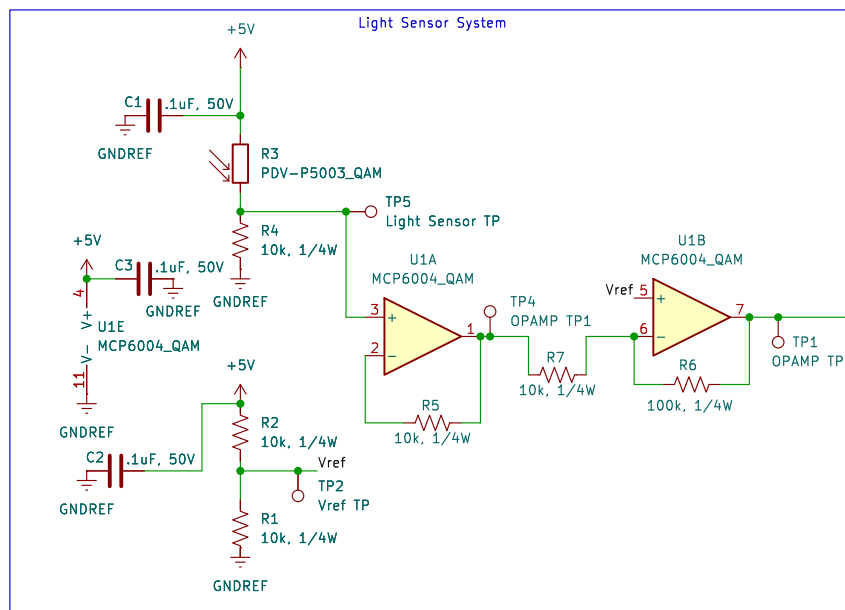 Light Sensor System
+5V
C1
.1uF, 50V
GNDREF
R3
PDV-P5003_QAM
TP5
Light Sensor TP
R4
10k, 1/4W
GNDREF
+5V
C3
.1uF, 50V
GNDREF
4
V+
U1E
MCP6004_QAM
V-
11
GNDREF
U1A
MCP6004_QAM
3
+
2
-
1
TP4
OPAMP TP1
R5
10k, 1/4W
R7
10k, 1/4W
U1B
MCP6004_QAM
Vref
5
+
6
-
7
TP1
OPAMP TP
R6
100k, 1/4W
+5V
R2
10k, 1/4W
C2
.1uF, 50V
GNDREF
Vref
TP2
Vref TP
R1
10k, 1/4W
GNDREF